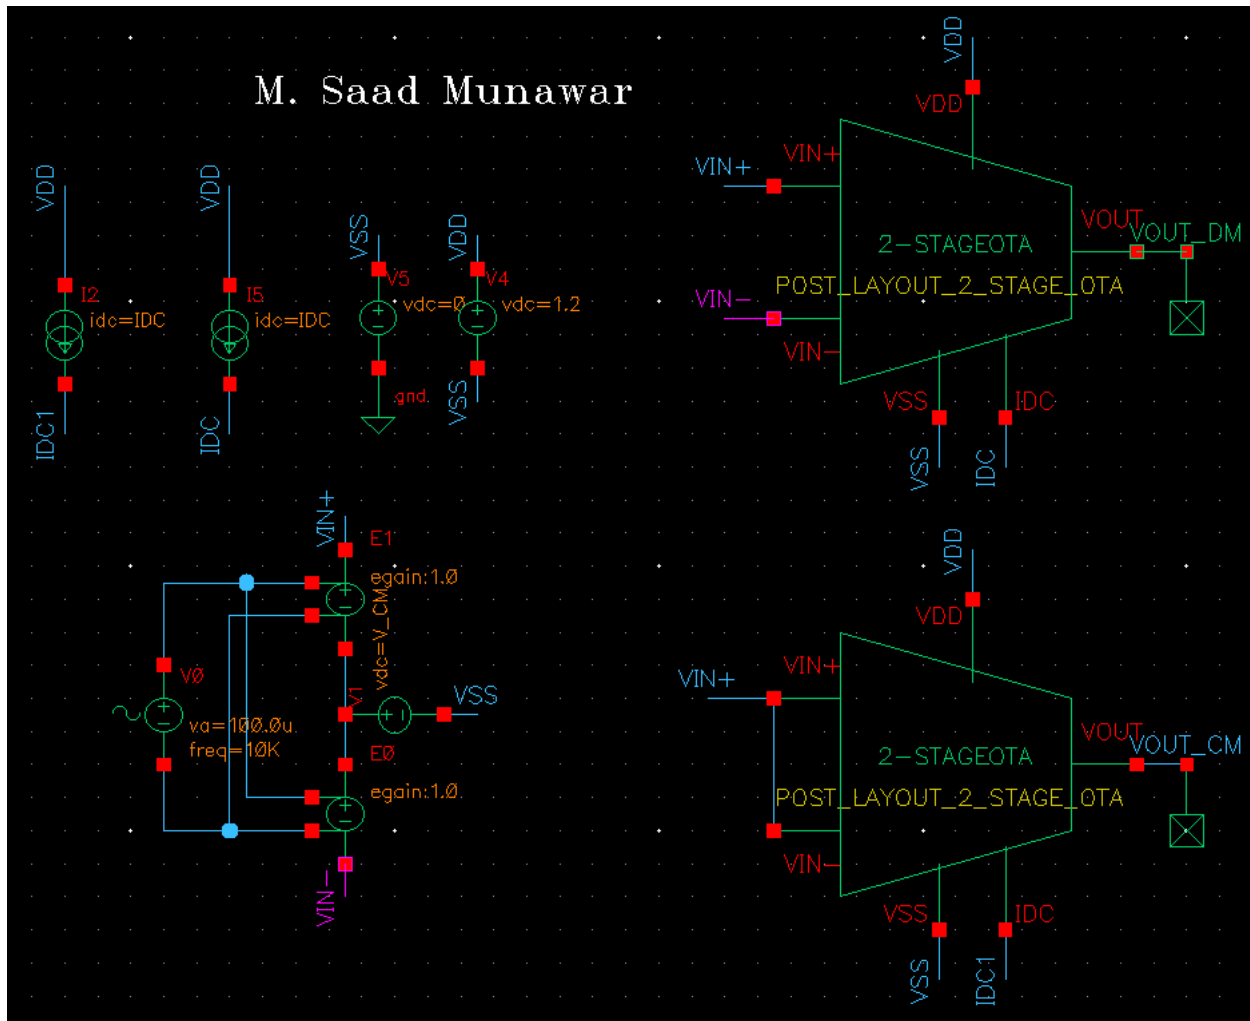 M. Saad Munawar
VDD
VDD
I2
idc=IDC
IDC1
I5
idc=IDC
IDC
VSS
V5
vdc=0
gnd
VDD
V4
vdc=1.2
VSS
VDD
VDD
VIN+
VIN+
2-STAGEOTA
POST_LAYOUT_2_STAGE_OTA
VOUT
VOUT_DM
VIN-
VIN-
VSS
IDC
VSS
IDC
VIN+
E1
egain:1.0
vdc=V_CM
V0
va=100.0u
freq=10K
V1
VSS
E0
egain:1.0
VIN-
VDD
VDD
VIN+
VIN+
2-STAGEOTA
POST_LAYOUT_2_STAGE_OTA
VOUT
VOUT_CM
VIN-
VSS
IDC
VSS
IDC1